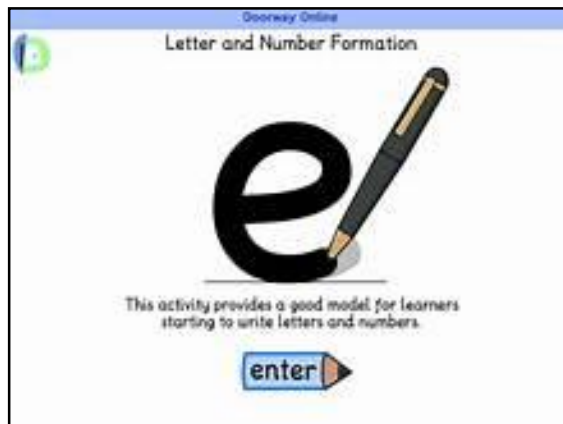 Doorway Online
Letter and Number Formation
e
This activity provides a good model for learners
starting to write letters and numbers.
enter